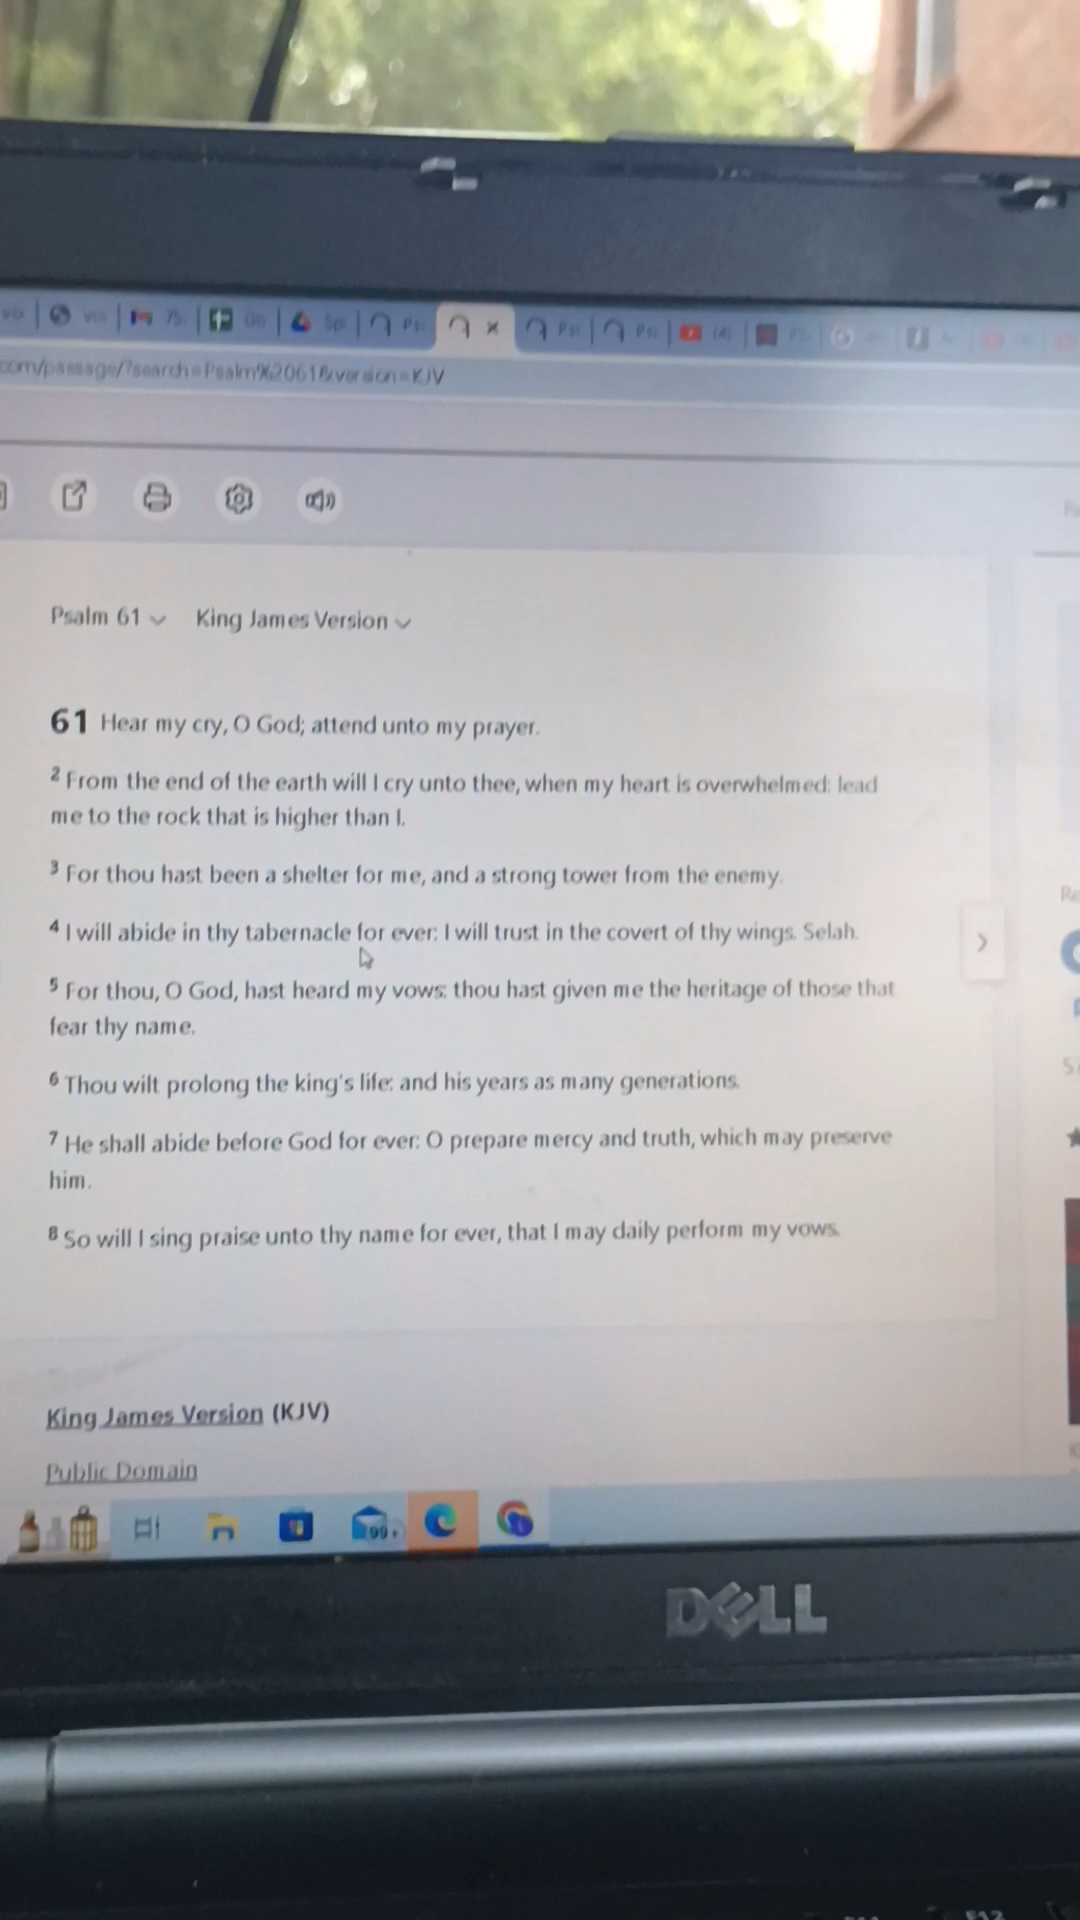 com/passage/?search=Psalm%2061&version=KJV
Psalm 61 King James Version
61 Hear my cry, O God; attend unto my prayer.
2 From the end of the earth will I cry unto thee, when my heart is overwhelmed: lead
me to the rock that is higher than I.
3 For thou hast been a shelter for me, and a strong tower from the enemy.
4 I will abide in thy tabernacle for ever: I will trust in the covert of thy wings. Selah.
5 For thou, O God, hast heard my vows: thou hast given me the heritage of those that
fear thy name.
6 Thou wilt prolong the king's life: and his years as many generations.
7 He shall abide before God for ever: O prepare mercy and truth, which may preserve
him.
8 So will I sing praise unto thy name for ever, that I may daily perform my vows.
King James Version (KJV)
Public Domain
99+
DELL
F12